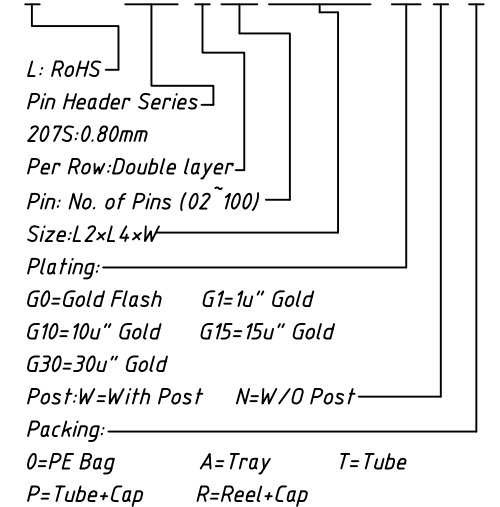 L: RoHS
Pin Header Series
207S:0.80mm
Per Row:Double layer
Pin: No. of Pins (02~100)
Size:L2×L4×W
Plating:
G0=Gold Flash G1=1u" Gold
G10=10u" Gold G15=15u" Gold
G30=30u" Gold
Post:W=With Post N=W/O Post
Packing:
0=PE Bag A=Tray T=Tube
P=Tube+Cap R=Reel+Cap